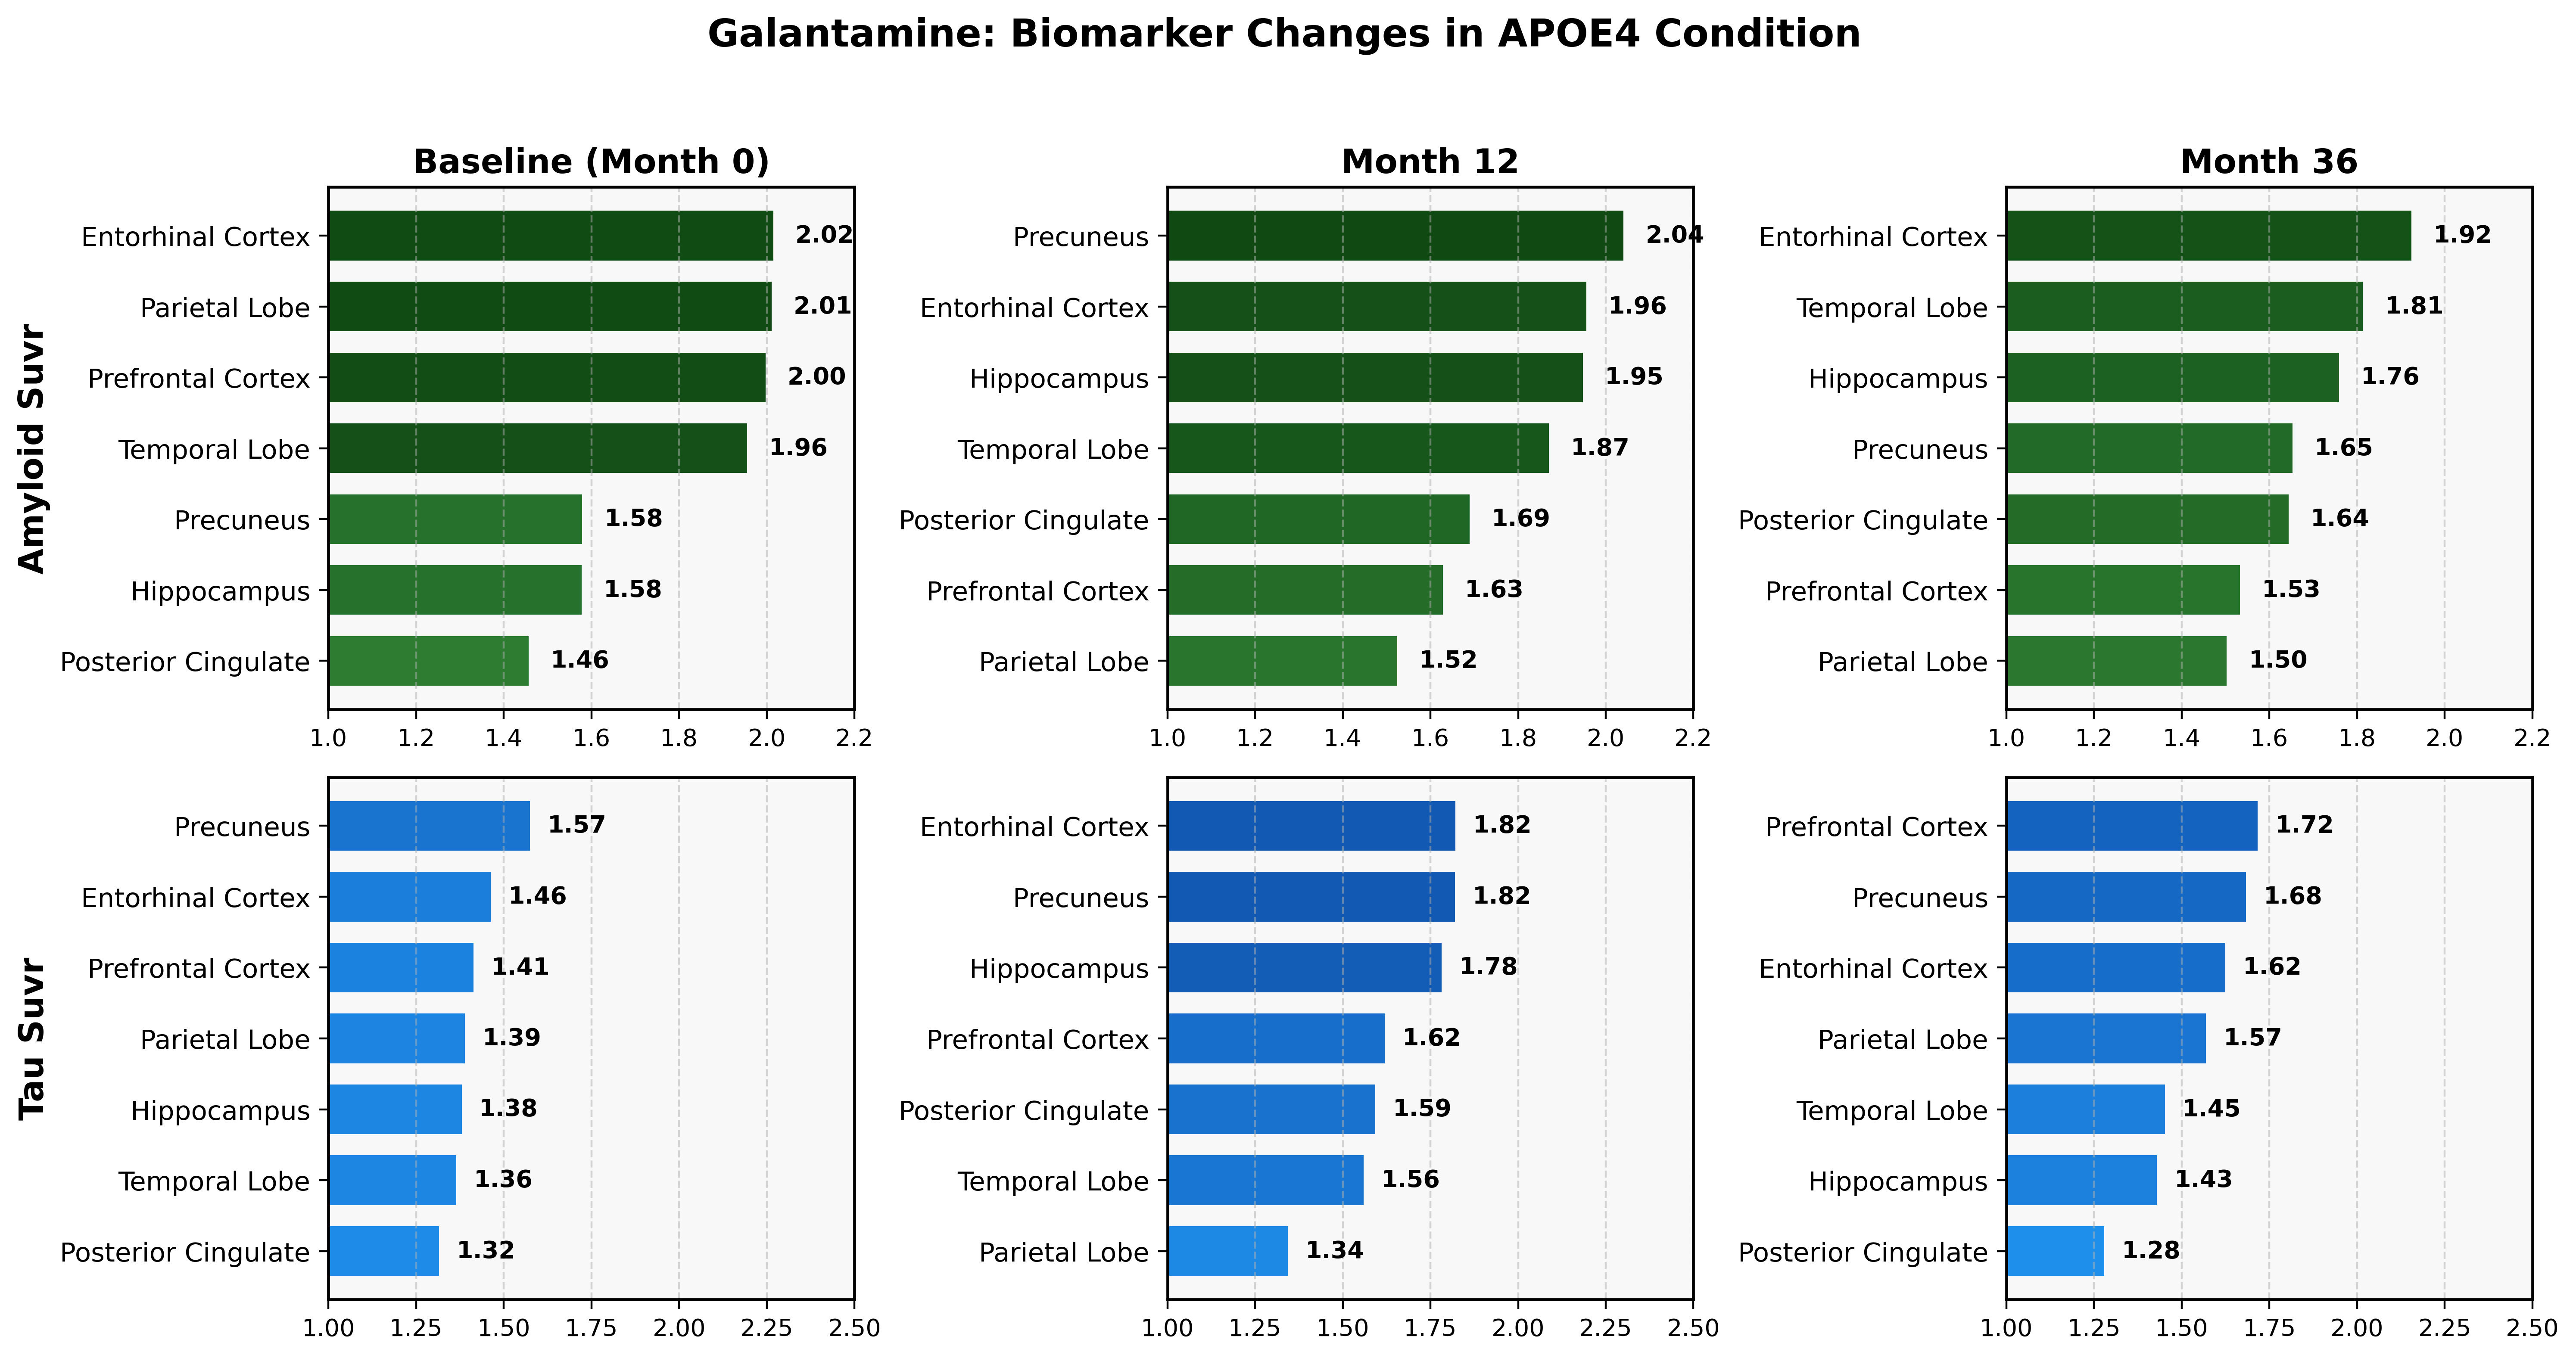 Galantamine: Biomarker Changes in APOE4 Condition
Amyloid Suvr
Baseline (Month 0)
Entorhinal Cortex 2.02
Parietal Lobe 2.01
Prefrontal Cortex 2.00
Temporal Lobe 1.96
Precuneus 1.58
Hippocampus 1.58
Posterior Cingulate 1.46
1.0 1.2 1.4 1.6 1.8 2.0 2.2
Month 12
Precuneus 2.04
Entorhinal Cortex 1.96
Hippocampus 1.95
Temporal Lobe 1.87
Posterior Cingulate 1.69
Prefrontal Cortex 1.63
Parietal Lobe 1.52
1.0 1.2 1.4 1.6 1.8 2.0 2.2
Month 36
Entorhinal Cortex 1.92
Temporal Lobe 1.81
Hippocampus 1.76
Precuneus 1.65
Posterior Cingulate 1.64
Prefrontal Cortex 1.53
Parietal Lobe 1.50
1.0 1.2 1.4 1.6 1.8 2.0 2.2
Tau Suvr
Precuneus 1.57
Entorhinal Cortex 1.46
Prefrontal Cortex 1.41
Parietal Lobe 1.39
Hippocampus 1.38
Temporal Lobe 1.36
Posterior Cingulate 1.32
1.00 1.25 1.50 1.75 2.00 2.25 2.50
Entorhinal Cortex 1.82
Precuneus 1.82
Hippocampus 1.78
Prefrontal Cortex 1.62
Posterior Cingulate 1.59
Temporal Lobe 1.56
Parietal Lobe 1.34
1.00 1.25 1.50 1.75 2.00 2.25 2.50
Prefrontal Cortex 1.72
Precuneus 1.68
Entorhinal Cortex 1.62
Parietal Lobe 1.57
Temporal Lobe 1.45
Hippocampus 1.43
Posterior Cingulate 1.28
1.00 1.25 1.50 1.75 2.00 2.25 2.50